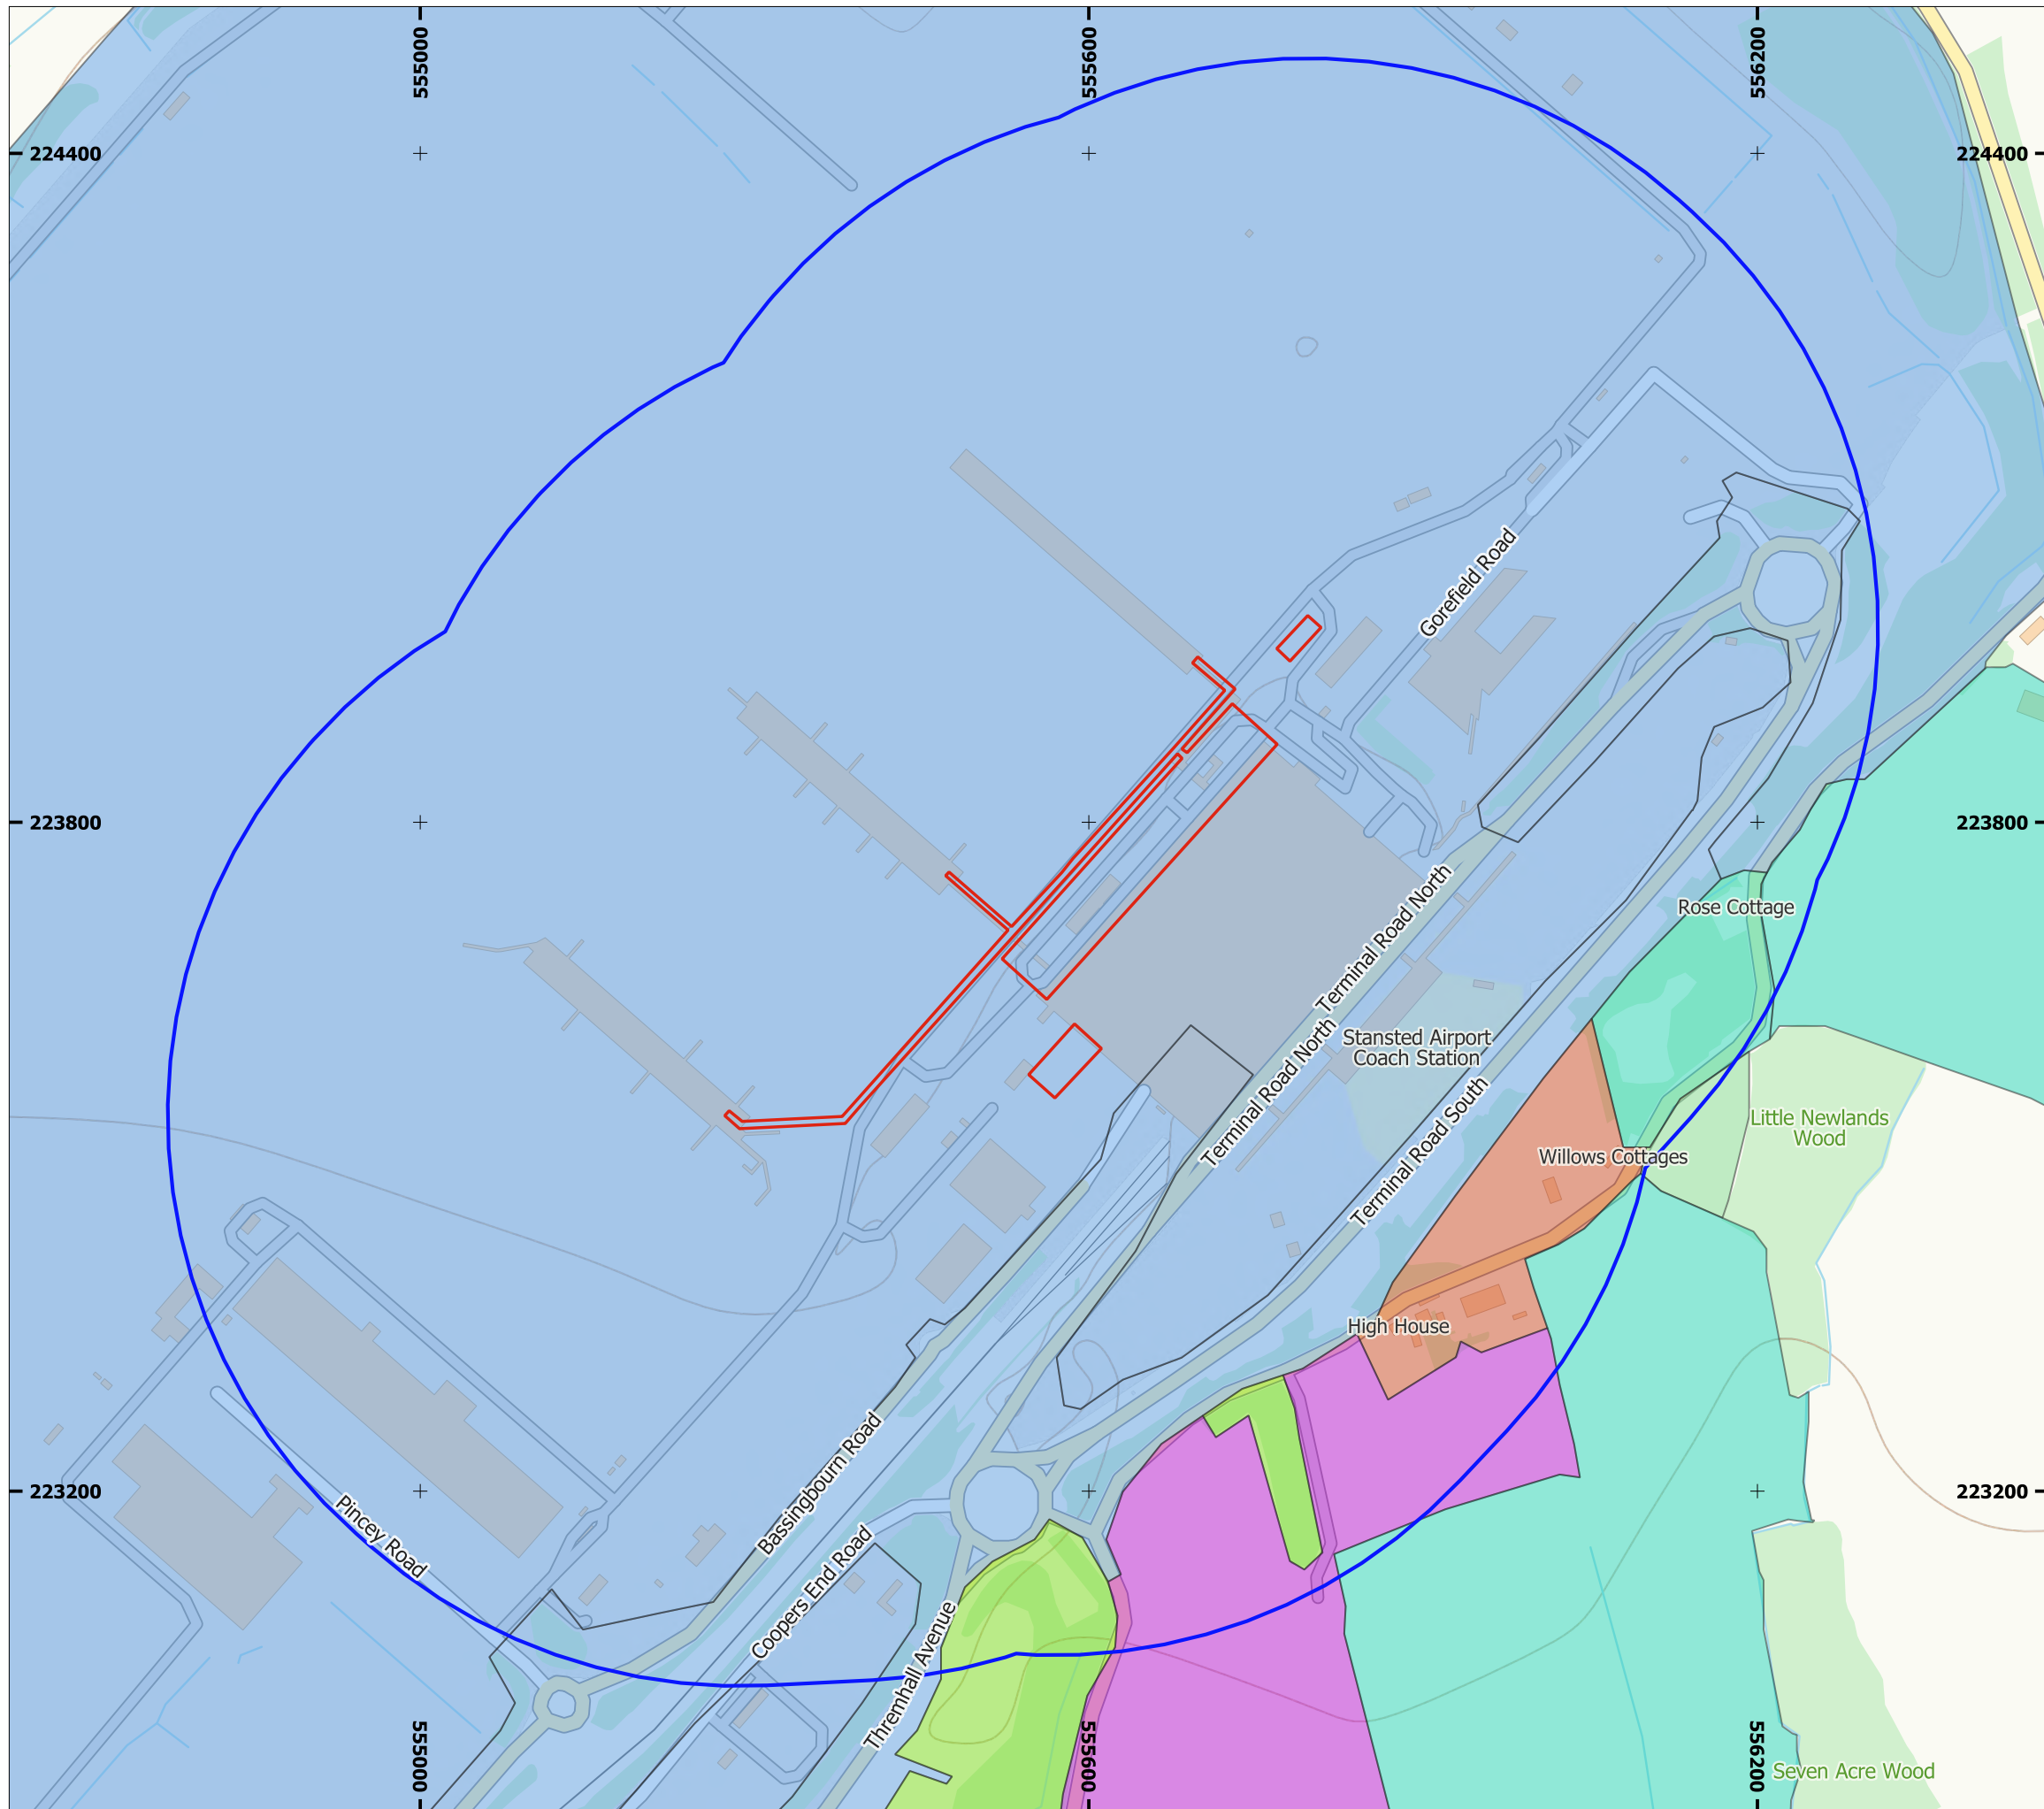 555000
555600
556200
224400
224400
Gorefield Road
223800
223800
Terminal Road North
Rose Cottage
Terminal Road North
Stansted Airport
Coach Station
Terminal Road South
Little Newlands
Wood
Willows Cottages
High House
Bassingbourn Road
223200
223200
Pincey Road
Coopers End Road
Thremhall Avenue
555000
555600
556200
Seven Acre Wood